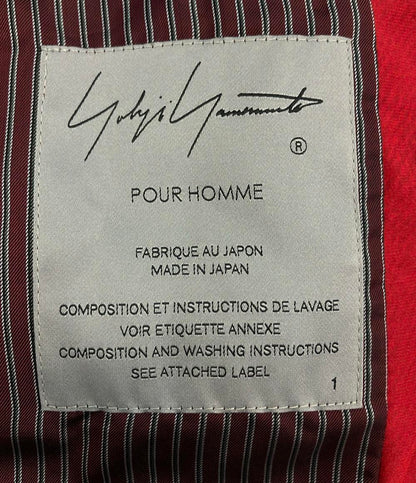 Yohji Yamamoto
®
POUR HOMME
FABRIQUE AU JAPON
MADE IN JAPAN
COMPOSITION ET INSTRUCTIONS DE LAVAGE
VOIR ETIQUETTE ANNEXE
COMPOSITION AND WASHING INSTRUCTIONS
SEE ATTACHED LABEL
1